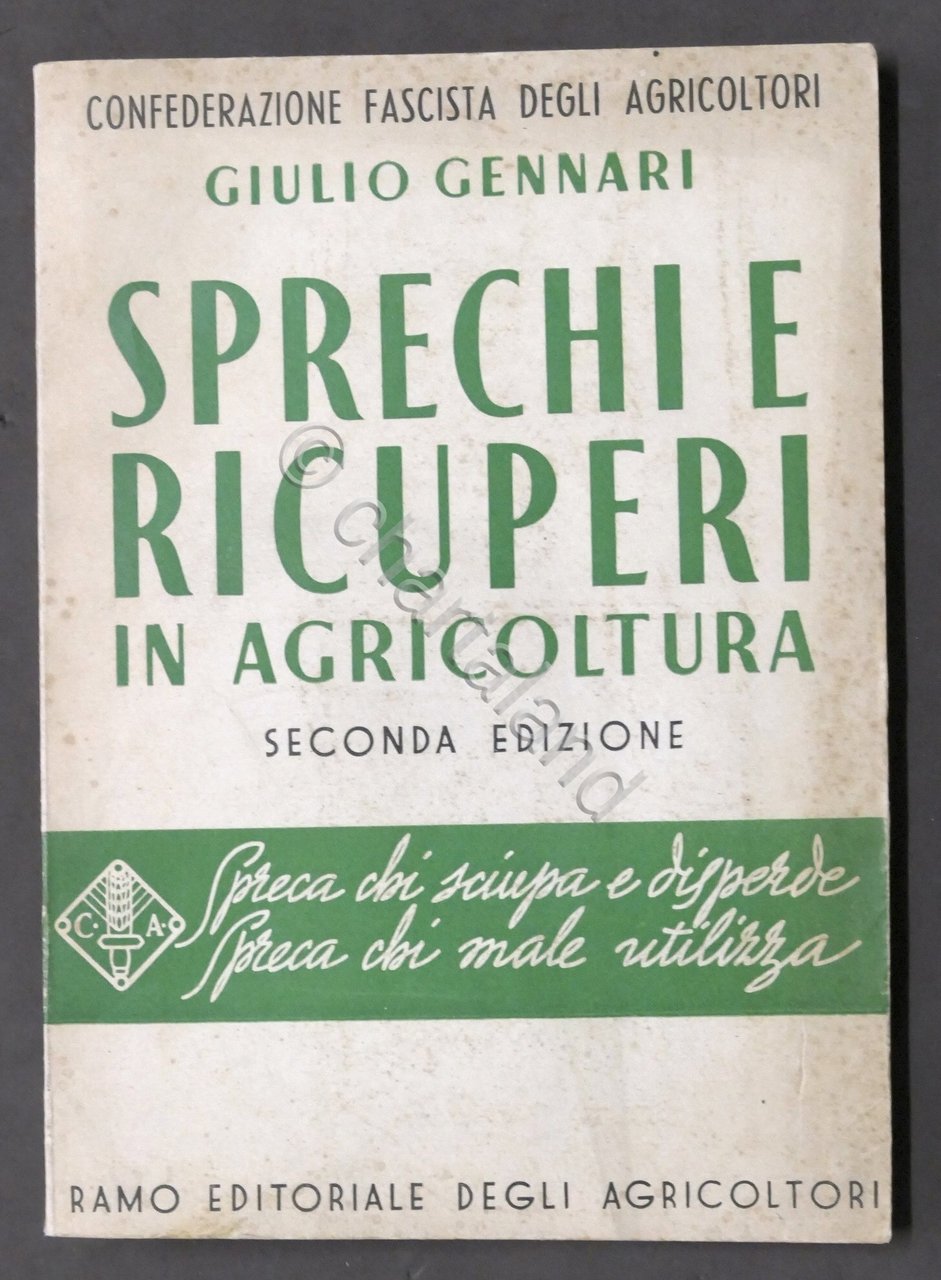 CONFEDERAZIONE FASCISTA DEGLI AGRICOLTORI
GIULIO GENNARI
SPRECHI E
RICUPERI
IN AGRICOLTURA
SECONDA EDIZIONE
© chartaland
C. A.
Spreca chi sciupa e disperde
Spreca chi male utilizza
RAMO EDITORIALE DEGLI AGRICOLTORI